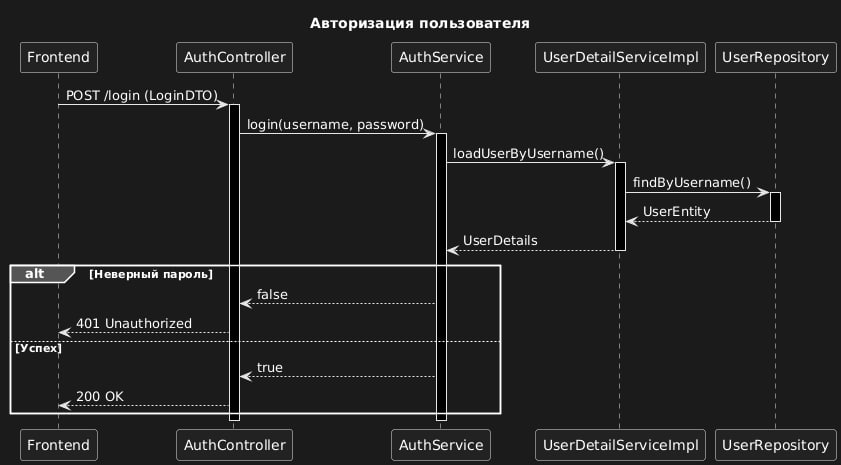 Авторизация пользователя
Frontend
AuthController
AuthService
UserDetailServiceImpl
UserRepository
POST /login (LoginDTO)
login(username, password)
loadUserByUsername()
findByUsername()
UserEntity
UserDetails
alt
[Неверный пароль]
false
401 Unauthorized
[Успех]
true
200 OK
Frontend
AuthController
AuthService
UserDetailServiceImpl
UserRepository